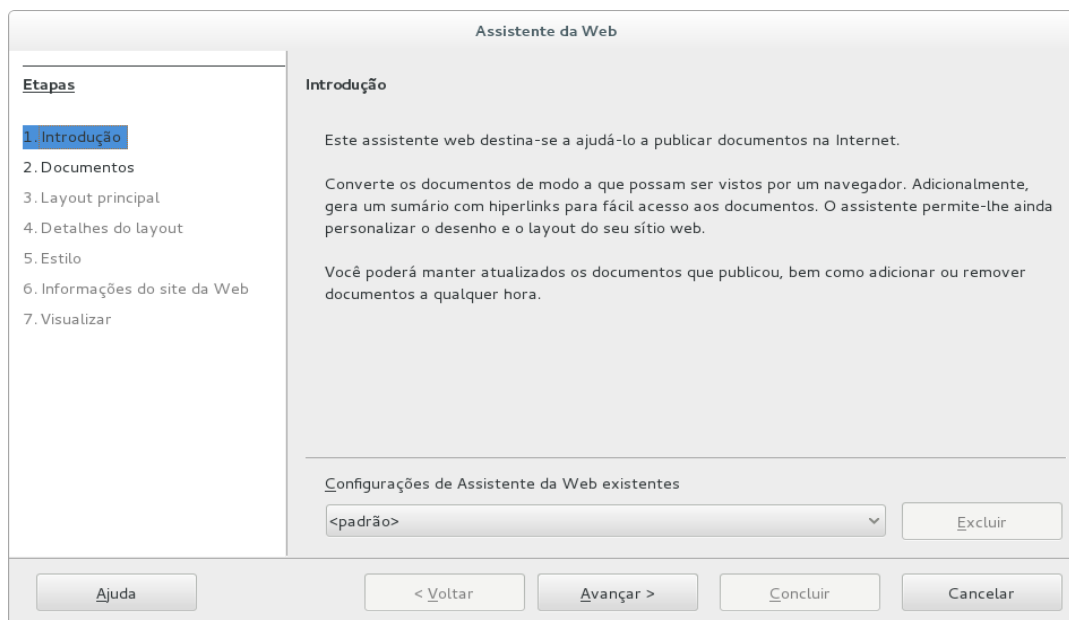 Assistente da Web
Etapas
1. Introdução
2. Documentos
3. Layout principal
4. Detalhes do layout
5. Estilo
6. Informações do site da Web
7. Visualizar
Introdução
Este assistente web destina-se a ajudá-lo a publicar documentos na Internet.
Converte os documentos de modo a que possam ser vistos por um navegador. Adicionalmente,
gera um sumário com hiperlinks para fácil acesso aos documentos. O assistente permite-lhe ainda
personalizar o desenho e o layout do seu sítio web.
Você poderá manter atualizados os documentos que publicou, bem como adicionar ou remover
documentos a qualquer hora.
Configurações de Assistente da Web existentes
<padrão>
Excluir
Ajuda
< Voltar
Avançar >
Concluir
Cancelar